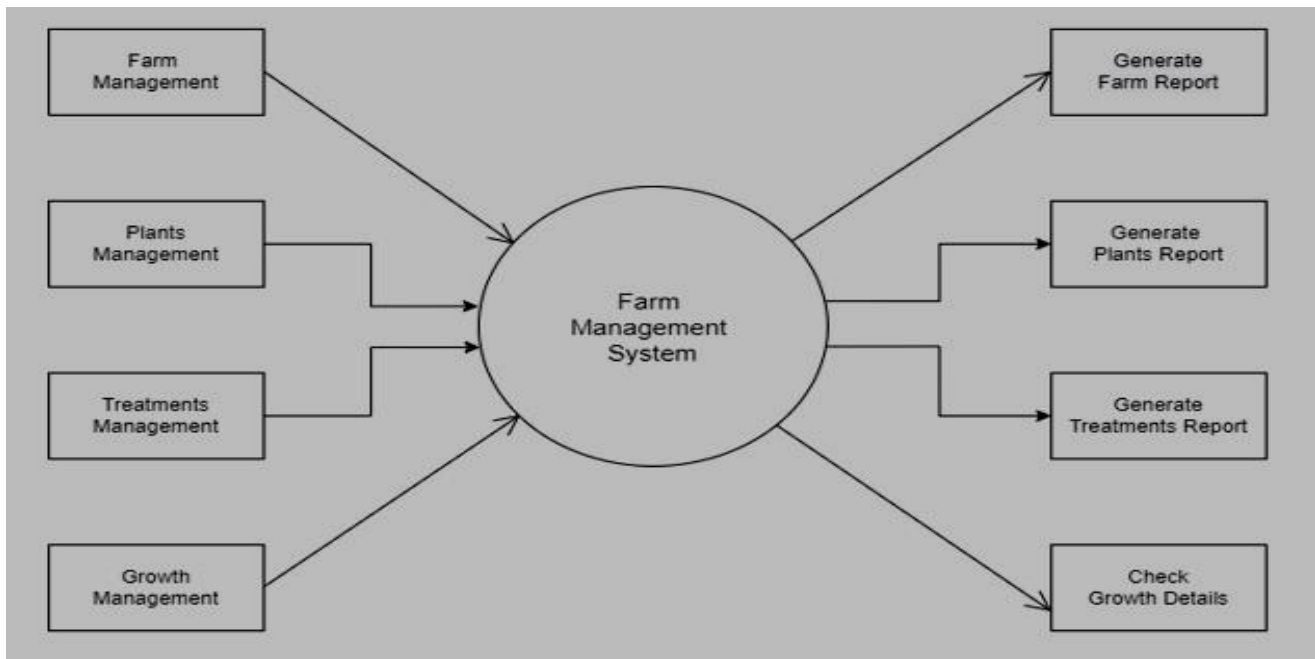 Farm
Management
Plants
Management
Treatments
Management
Growth
Management
Farm
Management
System
Generate
Farm Report
Generate
Plants Report
Generate
Treatments Report
Check
Growth Details